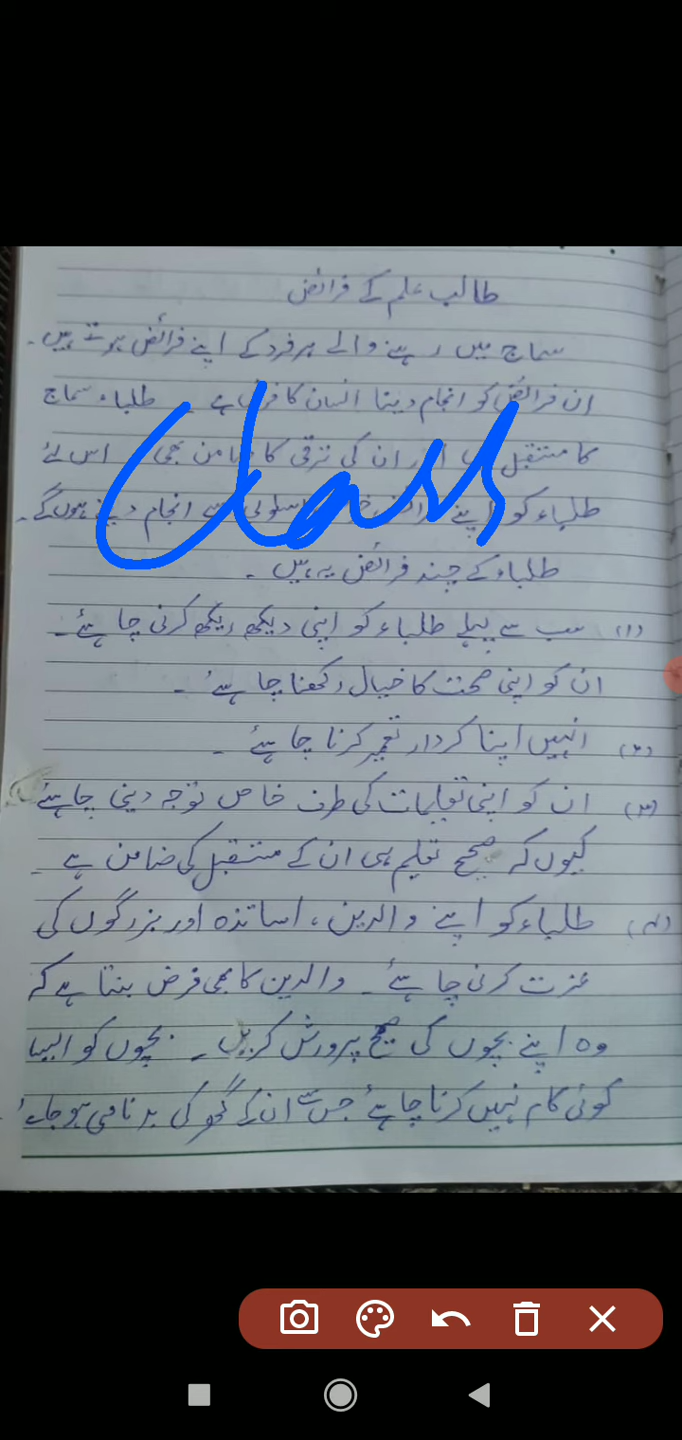 طالب علم کے فرائض
سماج میں رہنے والے ہر فرد کے اپنے فرائض ہوتے ہیں۔
ان فرائض کو انجام دینا انسان کا فرض ہے ۔ طلباء سماج
کا مستقبل ان کی ترقی کا ضامن بھی اس لئے
Class
طلباء کو اپنے انجام دینے ہوں گے۔
طلباء کے چند فرائض یہ ہیں ۔
(۱) سب سے پہلے طلباء کو اپنی دیکھ ریکھ کرنی چاہئے۔
ان کو اپنی صحت کا خیال رکھنا چاہئے ۔
(۲) انہیں اپنا کردار تعمیر کرنا چاہئے ۔
(۳) ان کو اپنی تعلیمات کی طرف خاص توجہ دینی چاہئے
کیوں کہ صحیح تعلیم ہی ان کے مستقبل کی ضامن ہے ۔
(۴) طلباء کو اپنے والدین ، اساتذہ اور بزرگوں کی
عزت کرنی چاہئے ۔ والدین کا بھی فرض بنتا ہے کہ
وہ اپنے بچوں کی صحیح پرورش کریں ۔ بچوں کو ایسا
کوئی کام نہیں کرنا چاہئے جس سے ان کے گھر کی بدنامی ہو جائے ۔